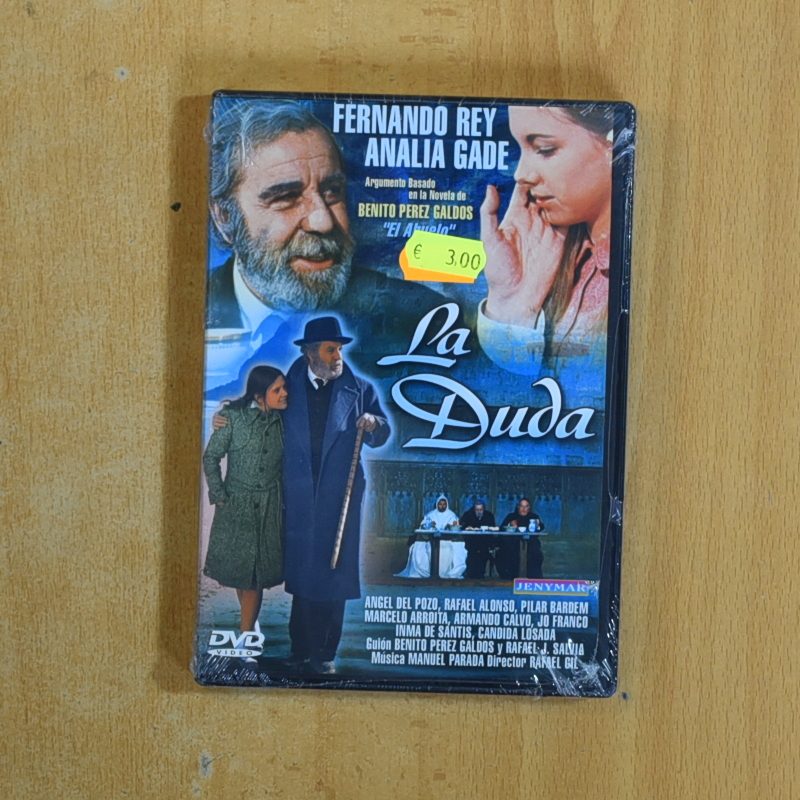 FERNANDO REY
ANALIA GADE
Argumento Basado
en la Novela de
BENITO PEREZ GALDOS
"El Abuelo"
€ 3,00
La
Duda
JENYMAR
ANGEL DEL POZO, RAFAEL ALONSO, PILAR BARDEM
MARCELO ARROITA, ARMANDO CALVO, JO FRANCO
INMA DE SANTIS, CANDIDA LOSADA
Guión BENITO PEREZ GALDOS y RAFAEL J. SALVIA
Música MANUEL PARADA Director RAFAEL GIL
DVD
VIDEO